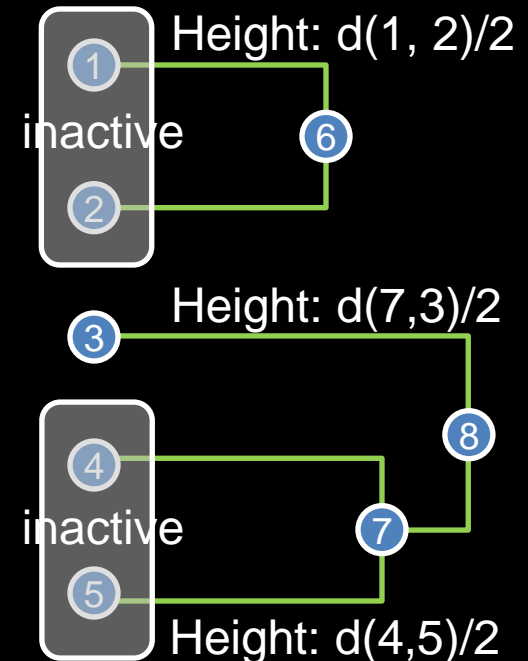 Height: d(1, 2)/2
1
inactive
6
2
Height: d(7,3)/2
3
8
4
inactive
7
5
Height: d(4,5)/2